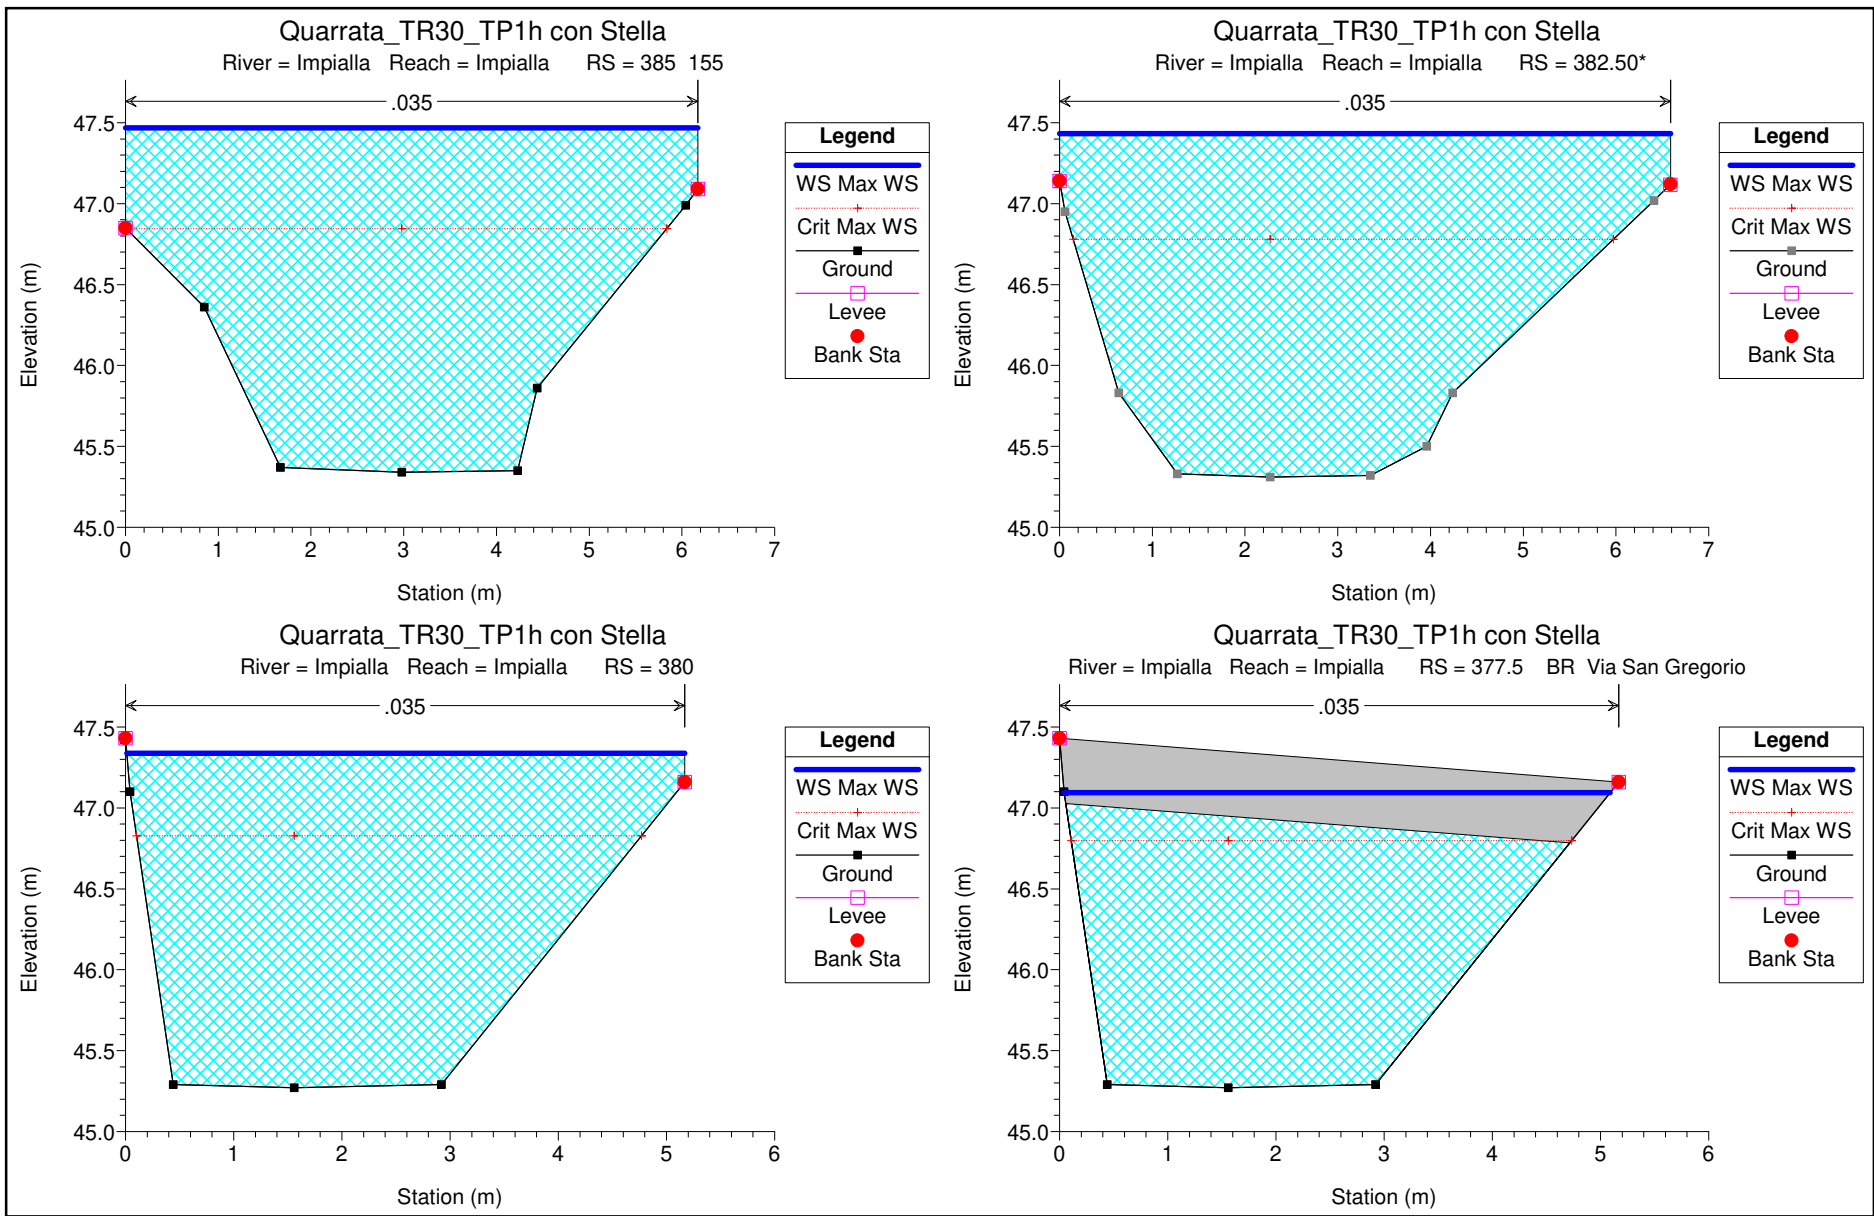 Quarrata_TR30_TP1h con Stella
River = Impialla Reach = Impialla RS = 385 155
.035
47.5
47.0
46.5
46.0
45.5
45.0
0 1 2 3 4 5 6 7
Elevation (m)
Station (m)
Legend
WS Max WS
Crit Max WS
Ground
Levee
Bank Sta
Quarrata_TR30_TP1h con Stella
River = Impialla Reach = Impialla RS = 382.50*
.035
47.5
47.0
46.5
46.0
45.5
45.0
0 1 2 3 4 5 6 7
Elevation (m)
Station (m)
Legend
WS Max WS
Crit Max WS
Ground
Levee
Bank Sta
Quarrata_TR30_TP1h con Stella
River = Impialla Reach = Impialla RS = 380
.035
47.5
47.0
46.5
46.0
45.5
45.0
0 1 2 3 4 5 6
Elevation (m)
Station (m)
Legend
WS Max WS
Crit Max WS
Ground
Levee
Bank Sta
Quarrata_TR30_TP1h con Stella
River = Impialla Reach = Impialla RS = 377.5 BR Via San Gregorio
.035
47.5
47.0
46.5
46.0
45.5
45.0
0 1 2 3 4 5 6
Elevation (m)
Station (m)
Legend
WS Max WS
Crit Max WS
Ground
Levee
Bank Sta